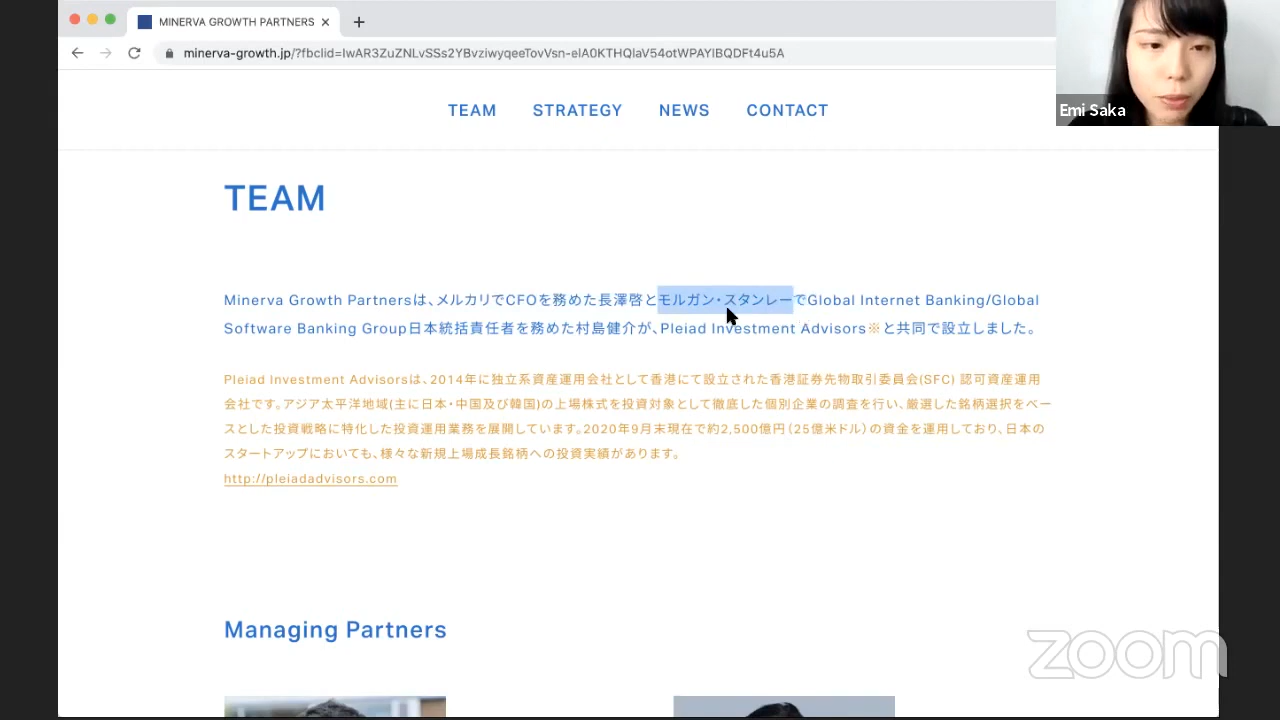 MINERVA GROWTH PARTNERS
minerva-growth.jp/?fbclid=IwAR3ZuZNLvSSs2YBvziwyqeeTovVsn-eIA0KTHQIaV54otWPAYlBQDFt4u5A
Emi Saka
TEAM STRATEGY NEWS CONTACT
TEAM
Minerva Growth Partnersは、メルカリでCFOを務めた長澤啓とモルガン・スタンレーでGlobal Internet Banking/Global
Software Banking Group日本統括責任者を務めた村島健介が、Pleiad Investment Advisors※と共同で設立しました。
Pleiad Investment Advisorsは、2014年に独立系資産運用会社として香港にて設立された香港証券先物取引委員会(SFC) 認可資産運用
会社です。アジア太平洋地域(主に日本・中国及び韓国)の上場株式を投資対象として徹底した個別企業の調査を行い、厳選した銘柄選択をベー
スとした投資戦略に特化した投資運用業務を展開しています。2020年9月末現在で約2,500億円（25億米ドル）の資金を運用しており、日本の
スタートアップにおいても、様々な新規上場成長銘柄への投資実績があります。
http://pleiadadvisors.com
Managing Partners
zoom